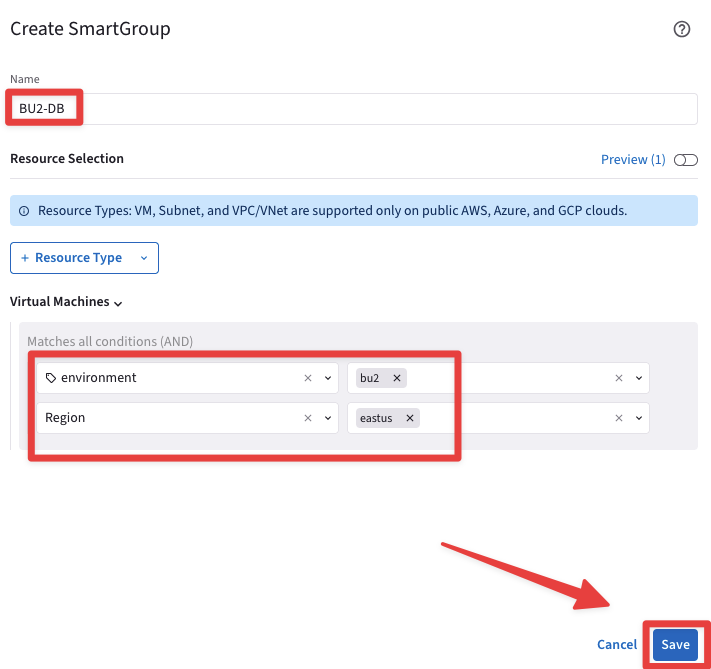 Create SmartGroup
Name
BU2-DB
Resource Selection
Preview (1)
Resource Types: VM, Subnet, and VPC/VNet are supported only on public AWS, Azure, and GCP clouds.
+ Resource Type
Virtual Machines
Matches all conditions (AND)
environment
bu2
Region
eastus
Cancel
Save